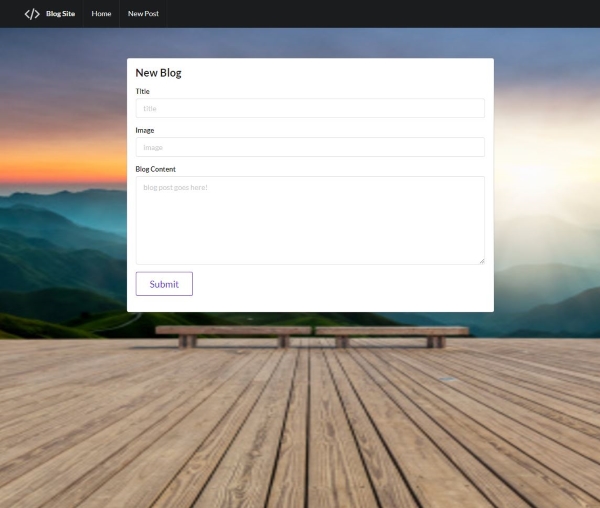 Blog Site Home New Post
New Blog
Title
title
Image
image
Blog Content
blog post goes here!
Submit